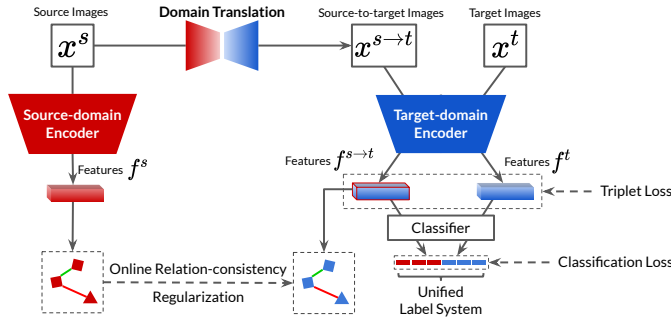 Source Images
Domain Translation
Source-to-target Images
Target Images
x^s
x^{s→t}
x^t
Source-domain
Encoder
Target-domain
Encoder
Features f^s
Features f^{s→t}
Features f^t
Triplet Loss
Classifier
Online Relation-consistency
Regularization
Classification Loss
Unified
Label System